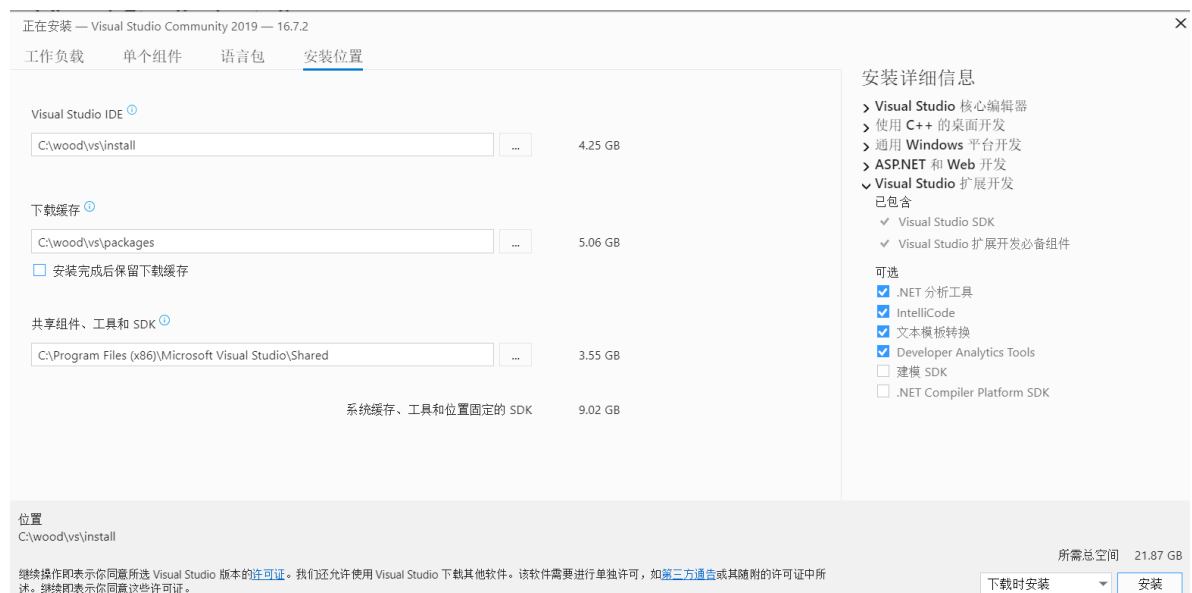 正在安装 — Visual Studio Community 2019 — 16.7.2
工作负载 单个组件 语言包 安装位置
Visual Studio IDE
C:\wood\vs\install ... 4.25 GB
下载缓存
C:\wood\vs\packages ... 5.06 GB
安装完成后保留下载缓存
共享组件、工具和 SDK
C:\Program Files (x86)\Microsoft Visual Studio\Shared ... 3.55 GB
系统缓存、工具和位置固定的 SDK 9.02 GB
安装详细信息
Visual Studio 核心编辑器
使用 C++ 的桌面开发
通用 Windows 平台开发
ASP.NET 和 Web 开发
Visual Studio 扩展开发
已包含
Visual Studio SDK
Visual Studio 扩展开发必备组件
可选
.NET 分析工具
IntelliCode
文本模板转换
Developer Analytics Tools
建模 SDK
.NET Compiler Platform SDK
位置
C:\wood\vs\install
所需总空间 21.87 GB
继续操作即表示你同意所选 Visual Studio 版本的许可证。我们还允许使用 Visual Studio 下载其他软件。该软件需要进行单独许可，如第三方通告或其随附的许可证中所
述。继续即表示你同意这些许可证。
下载时安装 安装